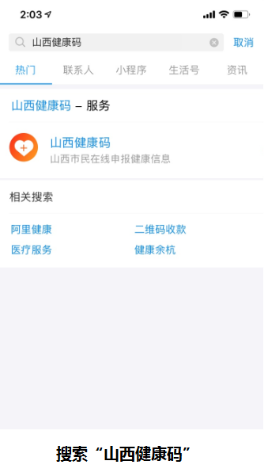 2:03
山西健康码
取消
热门 联系人 小程序 生活号 资讯
山西健康码 – 服务
山西健康码
山西市民在线申报健康信息
相关搜索
阿里健康 二维码收款
医疗服务 健康余杭
搜索“山西健康码”